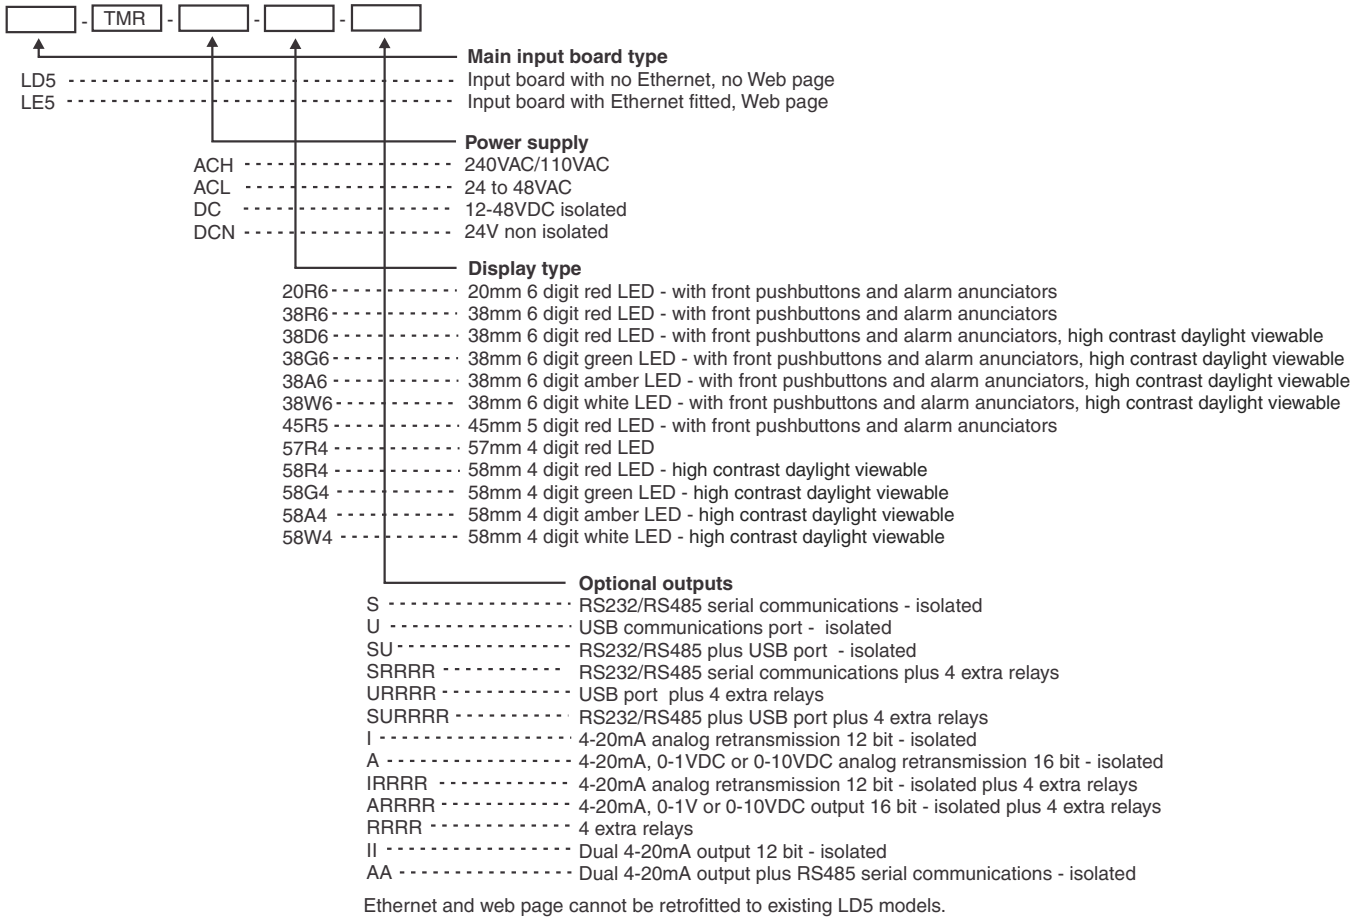 - TMR - - -
Main input board type
LD5 Input board with no Ethernet, no Web page
LE5 Input board with Ethernet fitted, Web page
Power supply
ACH 240VAC/110VAC
ACL 24 to 48VAC
DC 12-48VDC isolated
DCN 24V non isolated
Display type
20R6 20mm 6 digit red LED - with front pushbuttons and alarm anunciators
38R6 38mm 6 digit red LED - with front pushbuttons and alarm anunciators
38D6 38mm 6 digit red LED - with front pushbuttons and alarm anunciators, high contrast daylight viewable
38G6 38mm 6 digit green LED - with front pushbuttons and alarm anunciators, high contrast daylight viewable
38A6 38mm 6 digit amber LED - with front pushbuttons and alarm anunciators, high contrast daylight viewable
38W6 38mm 6 digit white LED - with front pushbuttons and alarm anunciators, high contrast daylight viewable
45R5 45mm 5 digit red LED - with front pushbuttons and alarm anunciators
57R4 57mm 4 digit red LED
58R4 58mm 4 digit red LED - high contrast daylight viewable
58G4 58mm 4 digit green LED - high contrast daylight viewable
58A4 58mm 4 digit amber LED - high contrast daylight viewable
58W4 58mm 4 digit white LED - high contrast daylight viewable
Optional outputs
S RS232/RS485 serial communications - isolated
U USB communications port - isolated
SU RS232/RS485 plus USB port - isolated
SRRRR RS232/RS485 serial communications plus 4 extra relays
URRRR USB port plus 4 extra relays
SURRRR RS232/RS485 plus USB port plus 4 extra relays
I 4-20mA analog retransmission 12 bit - isolated
A 4-20mA, 0-1VDC or 0-10VDC analog retransmission 16 bit - isolated
IRRRR 4-20mA analog retransmission 12 bit - isolated plus 4 extra relays
ARRRR 4-20mA, 0-1V or 0-10VDC output 16 bit - isolated plus 4 extra relays
RRRR 4 extra relays
II Dual 4-20mA output 12 bit - isolated
AA Dual 4-20mA output plus RS485 serial communications - isolated
Ethernet and web page cannot be retrofitted to existing LD5 models.